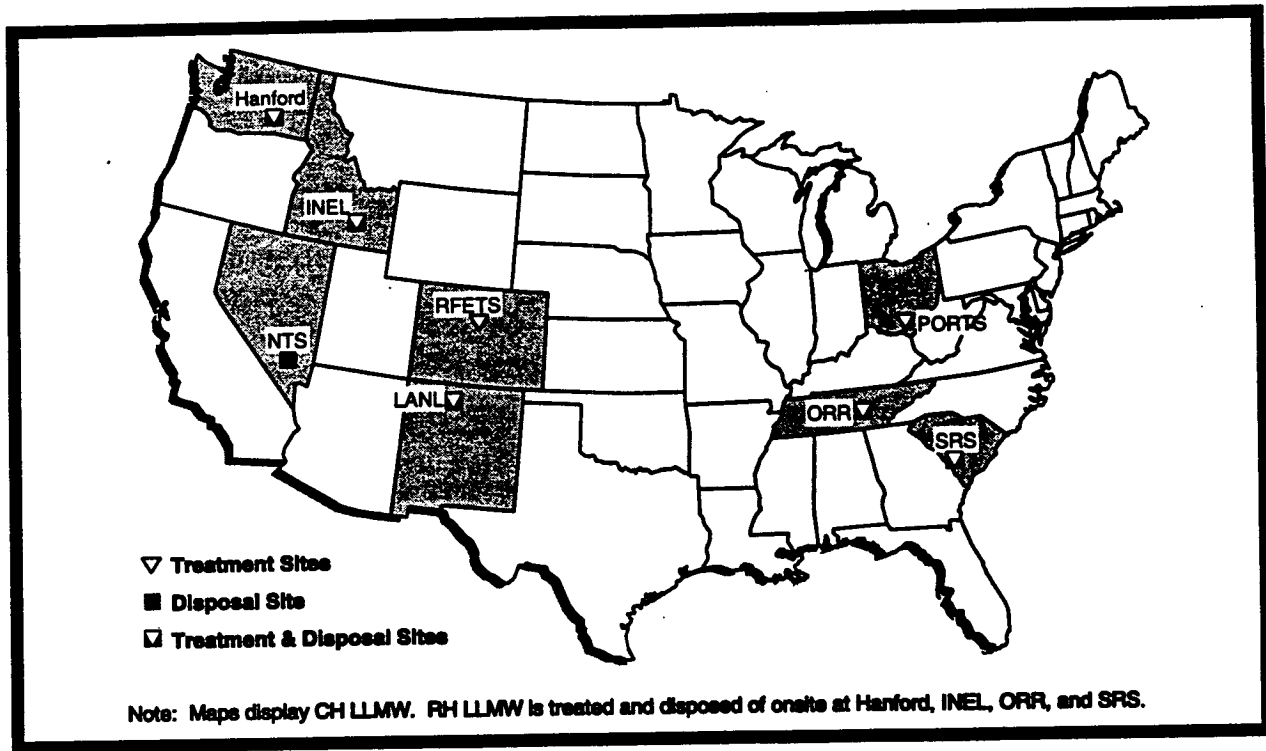 Hanford
INEL
RFETS
NTS
PORTS
LANL
ORR
SRS
Treatment Sites
Disposal Site
Treatment & Disposal Sites
Note: Maps display CH LLMW. RH LLMW is treated and disposed of onsite at Hanford, INEL, ORR, and SRS.